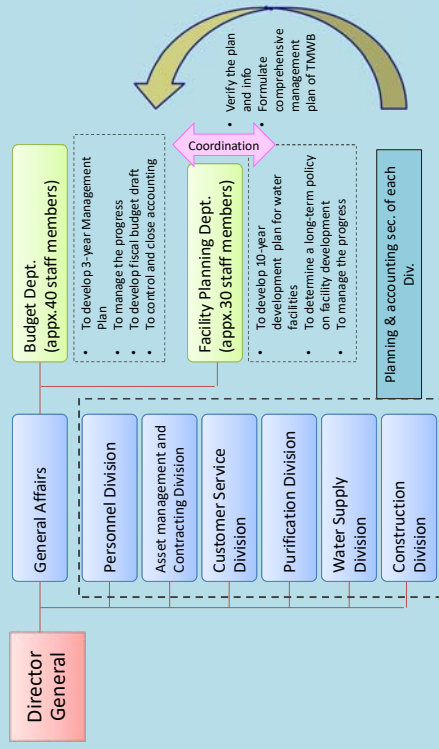 Director
General
General Affairs
Personnel Division
Asset management and
Contracting Division
Customer Service
Division
Purification Division
Water Supply
Division
Construction
Division
Budget Dept.
(appx.40 staff members)
• To develop 3-year Management
Plan
• To manage the progress
• To develop fiscal budget draft
• To control and close accounting
Coordination
Facility Planning Dept.
(appx.30 staff members)
• To develop 10-year
development plan for water
facilities
• To determine a long-term policy
on facility development
• To manage the progress
• Verify the plan
and info
• Formulate
comprehensive
management
plan of TMWB
Planning & accounting sec. of each
Div.